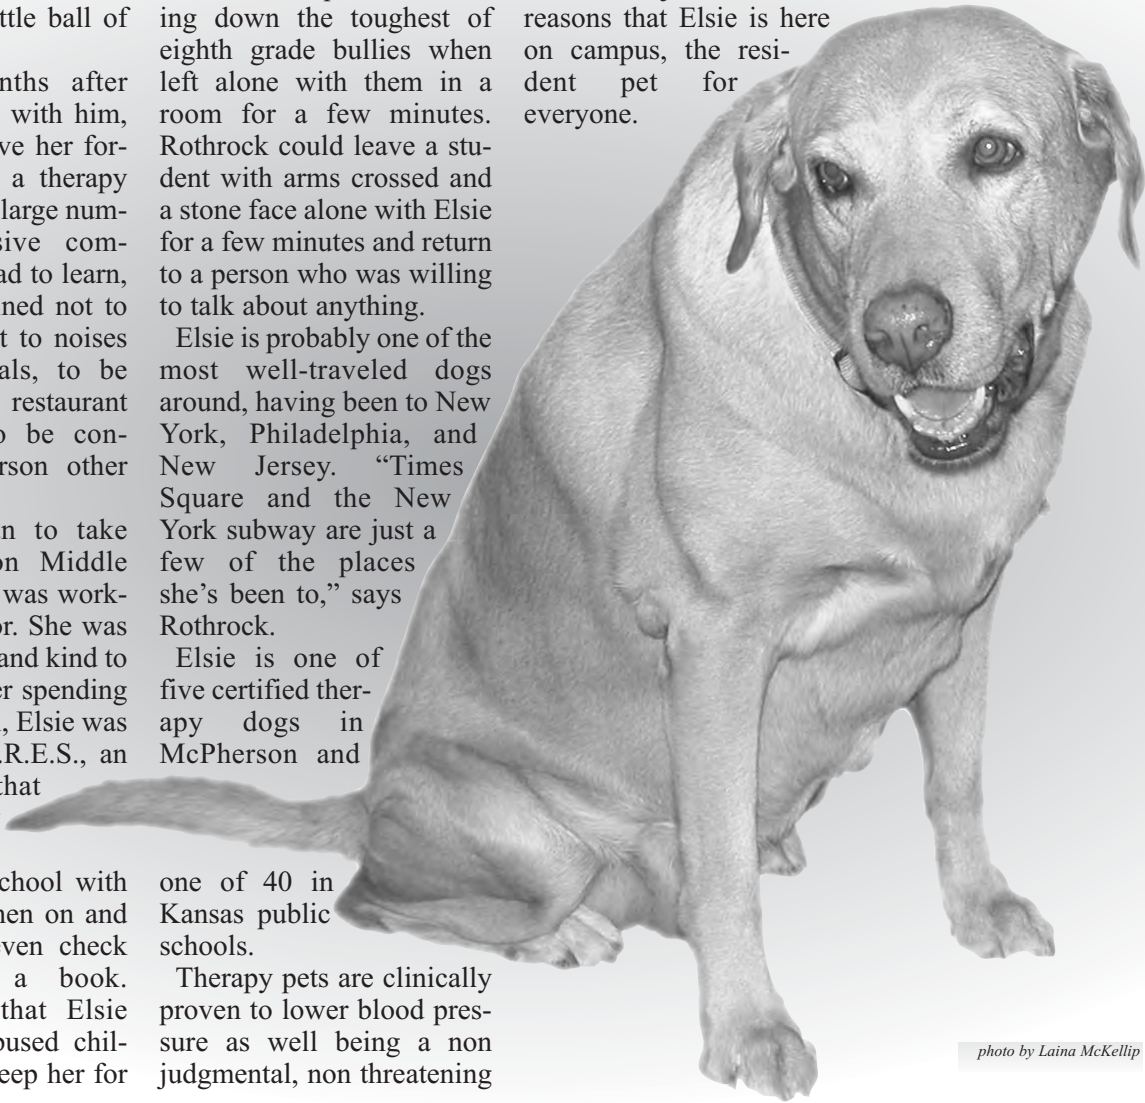 ttle ball of
nths after
with him,
ve her for-
a therapy
large num-
sive com-
ad to learn,
ined not to
t to noises
als, to be
restaurant
o be con-
rson other
n to take
on Middle
was work-
or. She was
and kind to
er spending
, Elsie was
.R.E.S., an
that
chool with
hen on and
even check
a book.
that Elsie
bused chil-
eep her for
ing down the toughest of
eighth grade bullies when
left alone with them in a
room for a few minutes.
Rothrock could leave a stu-
dent with arms crossed and
a stone face alone with Elsie
for a few minutes and return
to a person who was willing
to talk about anything.
Elsie is probably one of the
most well-traveled dogs
around, having been to New
York, Philadelphia, and
New Jersey. “Times
Square and the New
York subway are just a
few of the places
she’s been to,” says
Rothrock.
Elsie is one of
five certified ther-
apy dogs in
McPherson and
one of 40 in
Kansas public
schools.
Therapy pets are clinically
proven to lower blood pres-
sure as well being a non
judgmental, non threatening
reasons that Elsie is here
on campus, the resi-
dent pet for
everyone.
photo by Laina McKellip